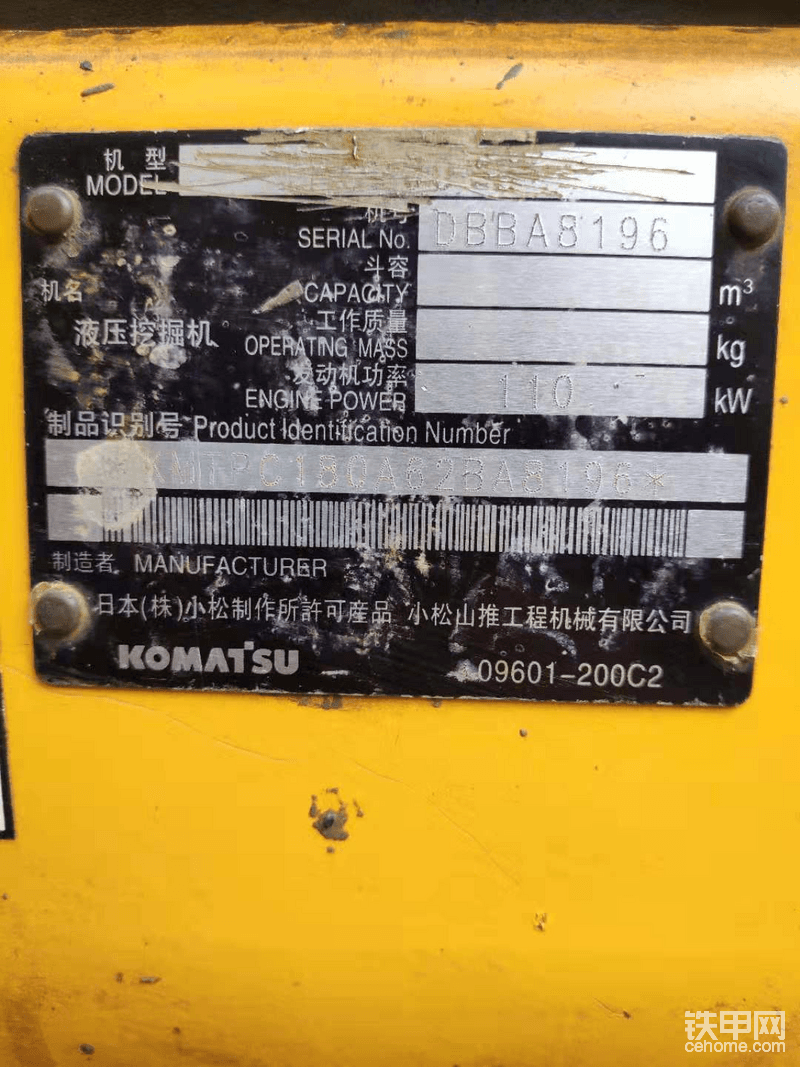 机型
MODEL
机号
SERIAL No. DBBA8196
斗容
CAPACITY m³
机名
液压挖掘机
工作质量
OPERATING MASS kg
发动机功率
ENGINE POWER 110 kW
制品识别号 Product Identification Number
KMTPC180A62BA8196*
制造者 MANUFACTURER
日本(株)小松制作所許可産品 小松山推工程机械有限公司
KOMATSU 09601-200C2
铁甲网
cehome.com